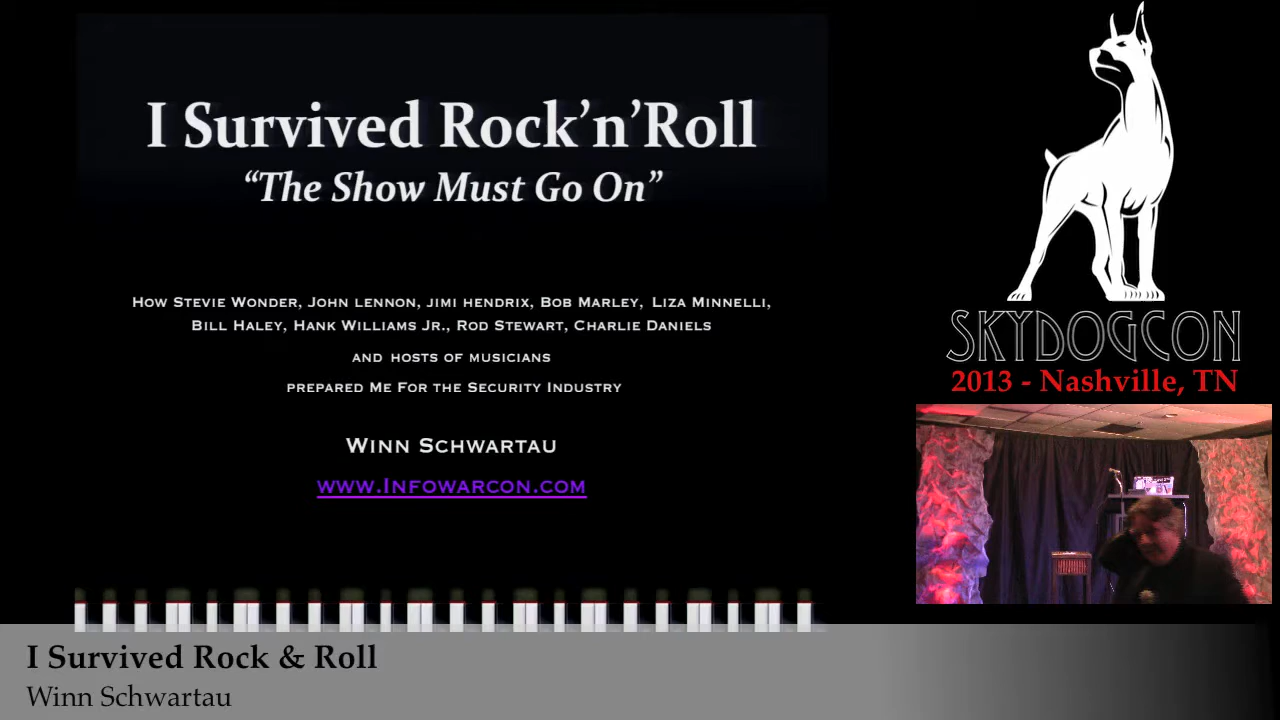 I Survived Rock’n’Roll
“The Show Must Go On”
How Stevie Wonder, John Lennon, Jimi Hendrix, Bob Marley, Liza Minnelli,
Bill Haley, Hank Williams Jr., Rod Stewart, Charlie Daniels
and hosts of musicians
prepared Me For the Security Industry
Winn Schwartau
www.Infowarcon.com
SKYDOGCON
2013 - Nashville, TN
I Survived Rock & Roll
Winn Schwartau